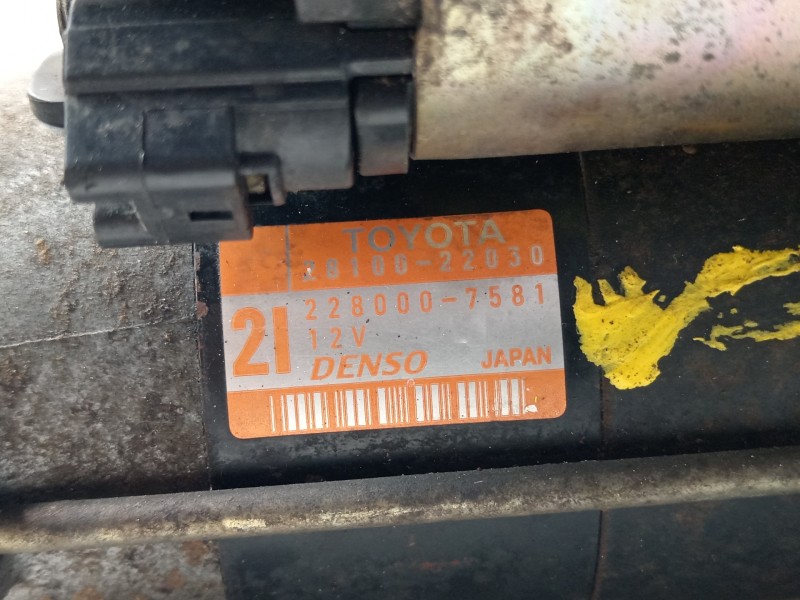 TOYOTA
28100-22030
228000-7581
21
12V
DENSO JAPAN